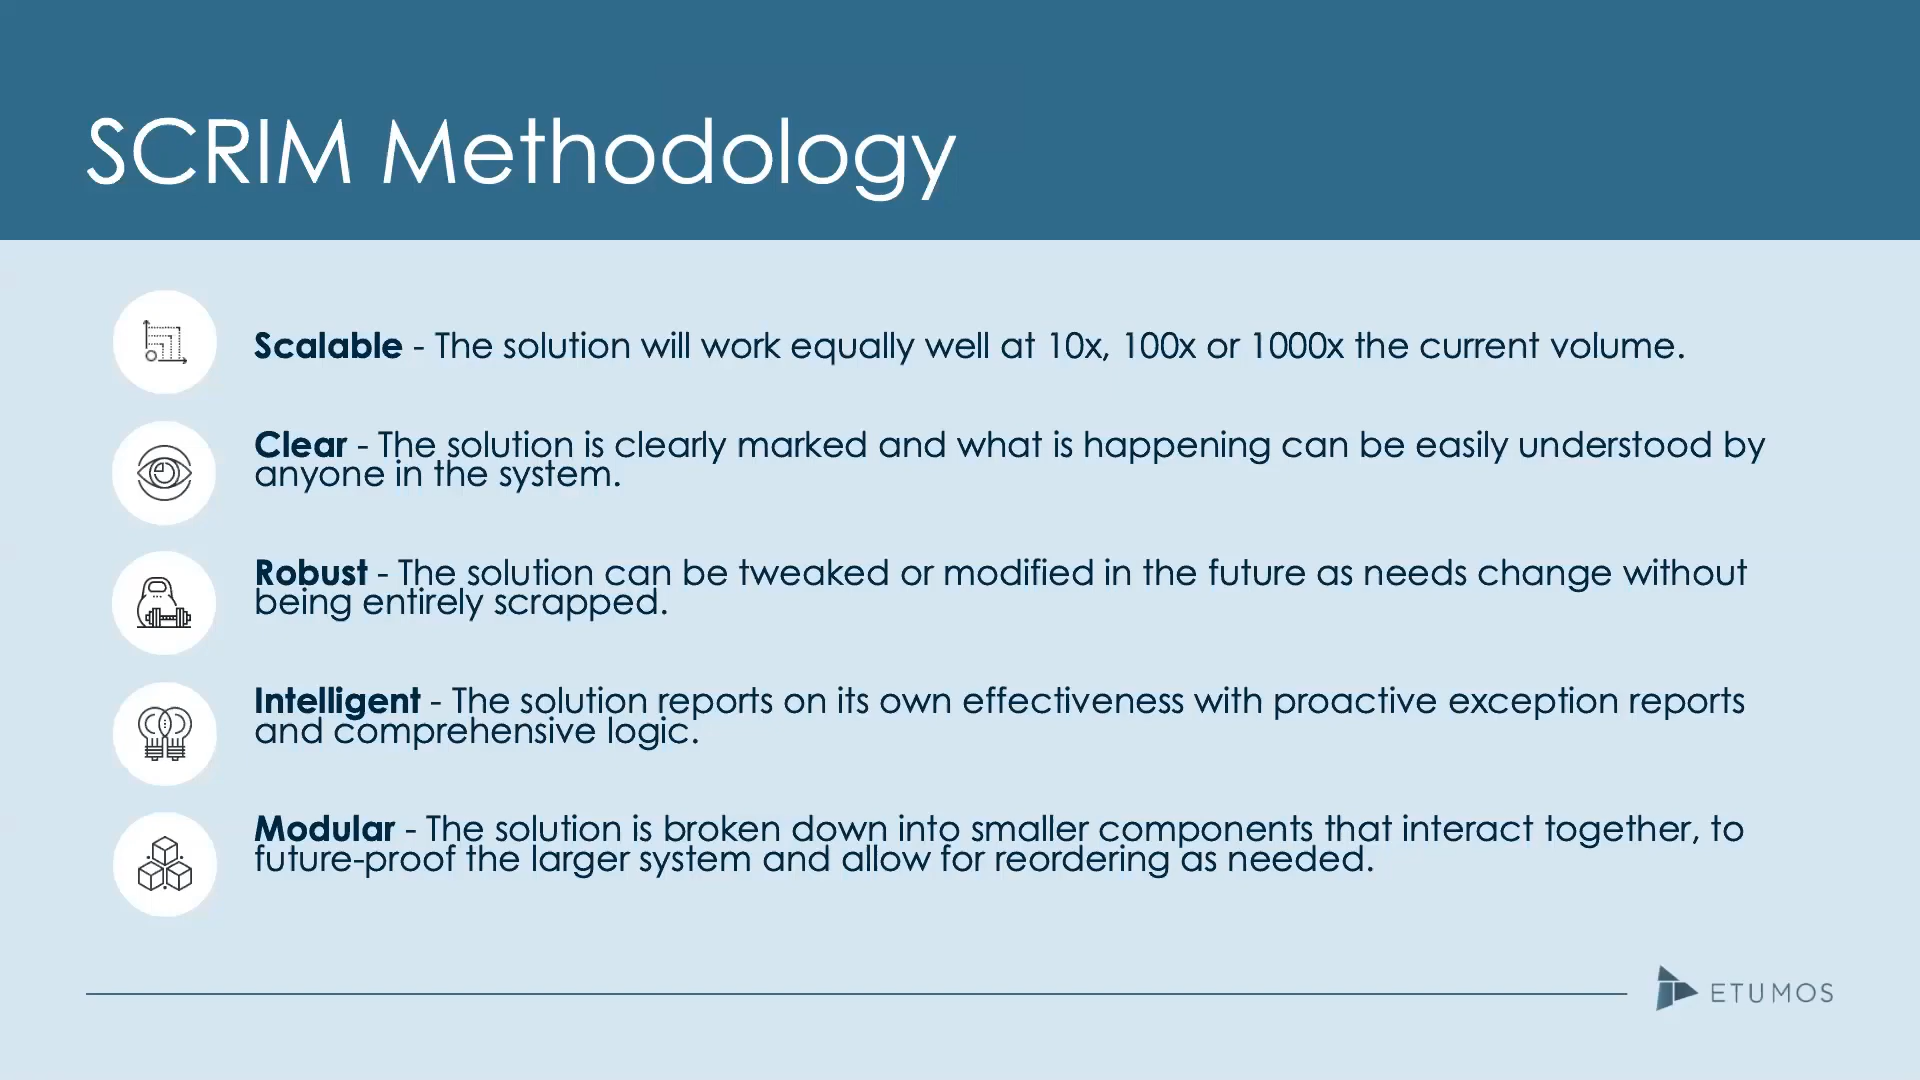 SCRIM Methodology
Scalable - The solution will work equally well at 10x, 100x or 1000x the current volume.
Clear - The solution is clearly marked and what is happening can be easily understood by
anyone in the system.
Robust - The solution can be tweaked or modified in the future as needs change without
being entirely scrapped.
Intelligent - The solution reports on its own effectiveness with proactive exception reports
and comprehensive logic.
Modular - The solution is broken down into smaller components that interact together, to
future-proof the larger system and allow for reordering as needed.
ETUMOS